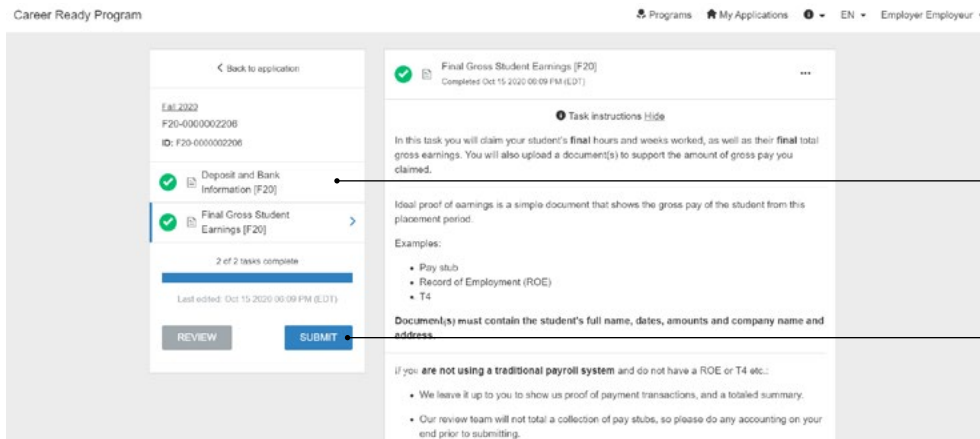 Career Ready Program
Programs My Applications EN Employer Employeur
Back to application
Fall 2020
F20-0000002206
ID: F20-0000002206
Deposit and Bank
Information [F20]
Final Gross Student
Earnings [F20]
2 of 2 tasks complete
Last edited: Oct 15 2020 06:09 PM (EDT)
REVIEW SUBMIT
Final Gross Student Earnings [F20]
Completed Oct 15 2020 06:09 PM (EDT)
Task instructions Hide
In this task you will claim your student's final hours and weeks worked, as well as their final total
gross earnings. You will also upload a document(s) to support the amount of gross pay you
claimed.
Ideal proof of earnings is a simple document that shows the gross pay of the student from this
placement period.
Examples:
• Pay stub
• Record of Employment (ROE)
• T4
Document(s) must contain the student's full name, dates, amounts and company name and
address.
If you are not using a traditional payroll system and do not have a ROE or T4 etc.:
• We leave it up to you to show us proof of payment transactions, and a totaled summary.
• Our review team will not total a collection of pay stubs, so please do any accounting on your
end prior to submitting.